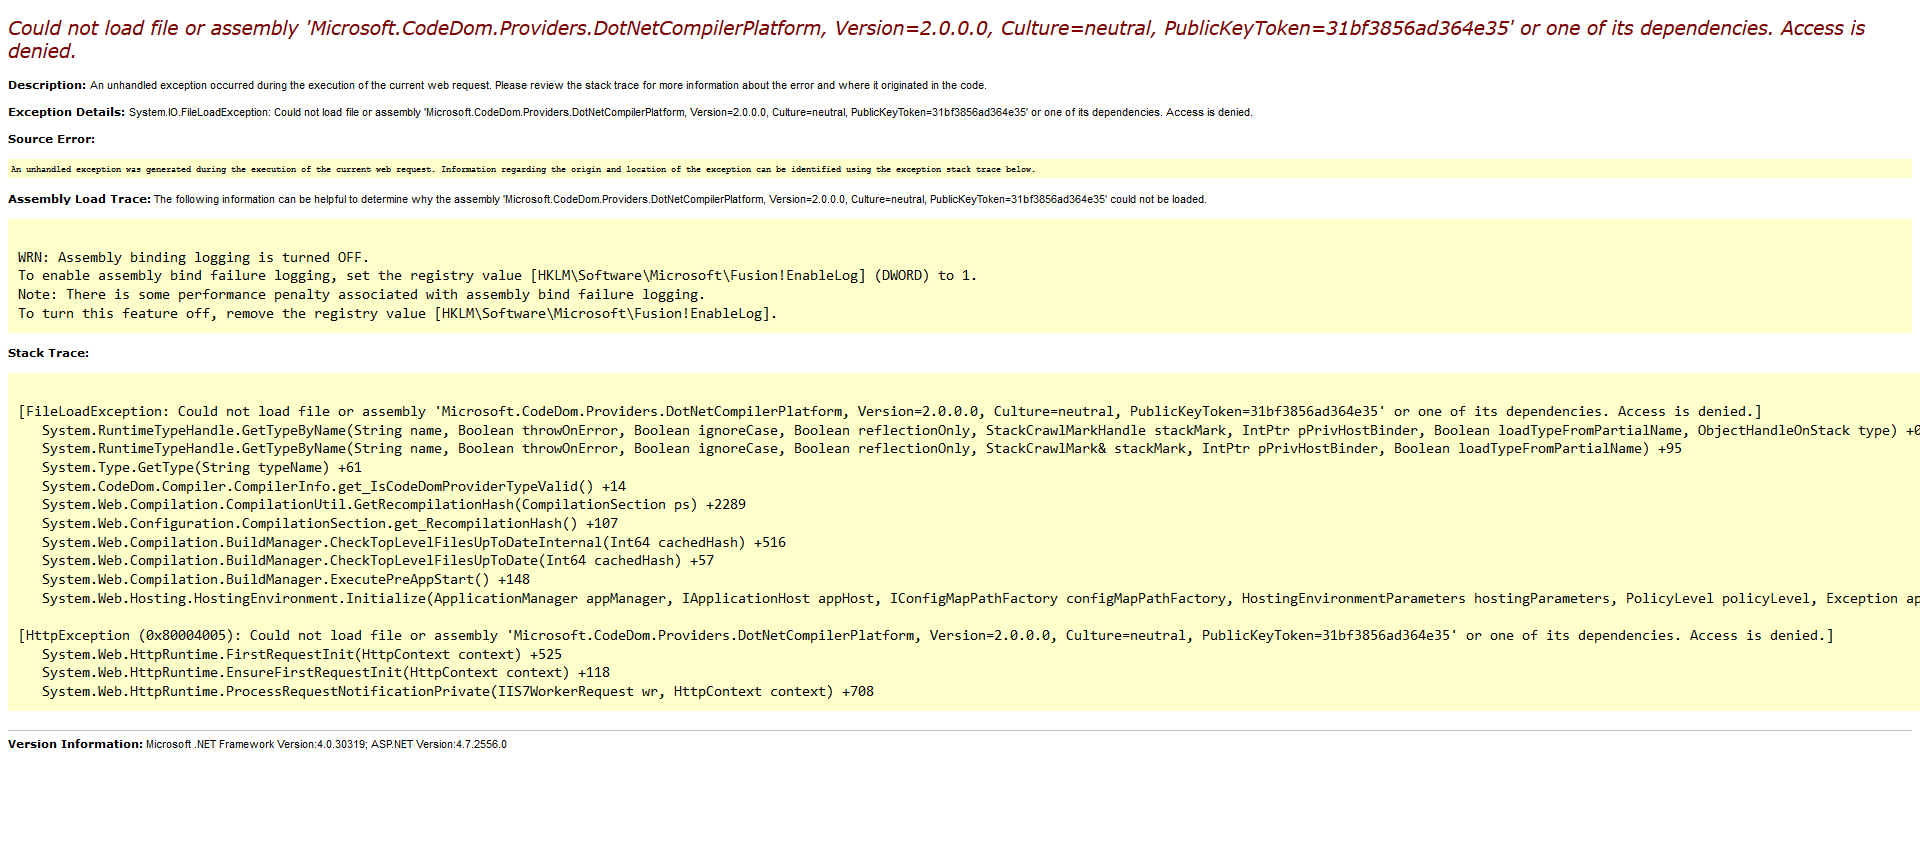 Could not load file or assembly 'Microsoft.CodeDom.Providers.DotNetCompilerPlatform, Version=2.0.0.0, Culture=neutral, PublicKeyToken=31bf3856ad364e35' or one of its dependencies. Access is
denied.
Description: An unhandled exception occurred during the execution of the current web request. Please review the stack trace for more information about the error and where it originated in the code.
Exception Details: System.IO.FileLoadException: Could not load file or assembly 'Microsoft.CodeDom.Providers.DotNetCompilerPlatform, Version=2.0.0.0, Culture=neutral, PublicKeyToken=31bf3856ad364e35' or one of its dependencies. Access is denied.
Source Error:
An unhandled exception was generated during the execution of the current web request. Information regarding the origin and location of the exception can be identified using the exception stack trace below.
Assembly Load Trace: The following information can be helpful to determine why the assembly 'Microsoft.CodeDom.Providers.DotNetCompilerPlatform, Version=2.0.0.0, Culture=neutral, PublicKeyToken=31bf3856ad364e35' could not be loaded.
WRN: Assembly binding logging is turned OFF.
To enable assembly bind failure logging, set the registry value [HKLM\Software\Microsoft\Fusion!EnableLog] (DWORD) to 1.
Note: There is some performance penalty associated with assembly bind failure logging.
To turn this feature off, remove the registry value [HKLM\Software\Microsoft\Fusion!EnableLog].
Stack Trace:
[FileLoadException: Could not load file or assembly 'Microsoft.CodeDom.Providers.DotNetCompilerPlatform, Version=2.0.0.0, Culture=neutral, PublicKeyToken=31bf3856ad364e35' or one of its dependencies. Access is denied.]
System.RuntimeTypeHandle.GetTypeByName(String name, Boolean throwOnError, Boolean ignoreCase, Boolean reflectionOnly, StackCrawlMarkHandle stackMark, IntPtr pPrivHostBinder, Boolean loadTypeFromPartialName, ObjectHandleOnStack type) +0
System.RuntimeTypeHandle.GetTypeByName(String name, Boolean throwOnError, Boolean ignoreCase, Boolean reflectionOnly, StackCrawlMark& stackMark, IntPtr pPrivHostBinder, Boolean loadTypeFromPartialName) +95
System.Type.GetType(String typeName) +61
System.CodeDom.Compiler.CompilerInfo.get_IsCodeDomProviderTypeValid() +14
System.Web.Compilation.CompilationUtil.GetRecompilationHash(CompilationSection ps) +2289
System.Web.Configuration.CompilationSection.get_RecompilationHash() +107
System.Web.Compilation.BuildManager.CheckTopLevelFilesUpToDateInternal(Int64 cachedHash) +516
System.Web.Compilation.BuildManager.CheckTopLevelFilesUpToDate(Int64 cachedHash) +57
System.Web.Compilation.BuildManager.ExecutePreAppStart() +148
System.Web.Hosting.HostingEnvironment.Initialize(ApplicationManager appManager, IApplicationHost appHost, IConfigMapPathFactory configMapPathFactory, HostingEnvironmentParameters hostingParameters, PolicyLevel policyLevel, Exception ap
[HttpException (0x80004005): Could not load file or assembly 'Microsoft.CodeDom.Providers.DotNetCompilerPlatform, Version=2.0.0.0, Culture=neutral, PublicKeyToken=31bf3856ad364e35' or one of its dependencies. Access is denied.]
System.Web.HttpRuntime.FirstRequestInit(HttpContext context) +525
System.Web.HttpRuntime.EnsureFirstRequestInit(HttpContext context) +118
System.Web.HttpRuntime.ProcessRequestNotificationPrivate(IIS7WorkerRequest wr, HttpContext context) +708
Version Information: Microsoft .NET Framework Version:4.0.30319; ASP.NET Version:4.7.2556.0